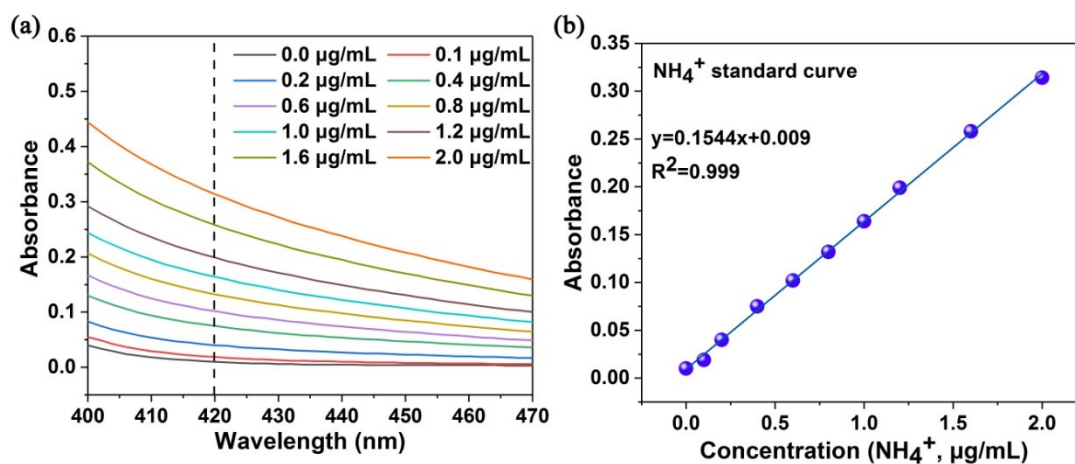 (a)
0.6
0.5
0.4
0.3
0.2
0.1
0.0
Absorbance
0.0 μg/mL 0.1 μg/mL
0.2 μg/mL 0.4 μg/mL
0.6 μg/mL 0.8 μg/mL
1.0 μg/mL 1.2 μg/mL
1.6 μg/mL 2.0 μg/mL
400 410 420 430 440 450 460 470
Wavelength (nm)
(b)
0.35
0.30
0.25
0.20
0.15
0.10
0.05
0.00
Absorbance
NH₄⁺ standard curve
y=0.1544x+0.009
R²=0.999
0.0 0.5 1.0 1.5 2.0
Concentration (NH₄⁺, μg/mL)